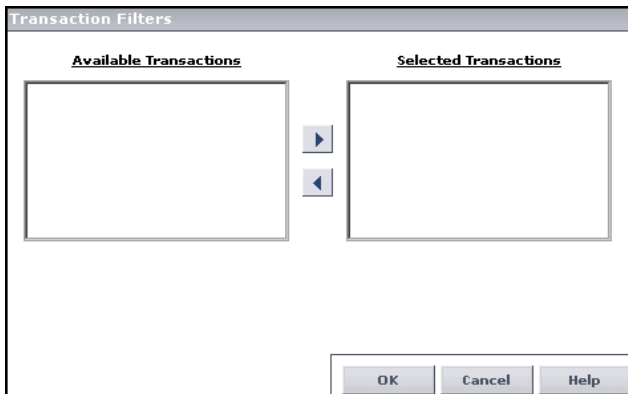 Transaction Filters
Available Transactions
Selected Transactions
OK
Cancel
Help